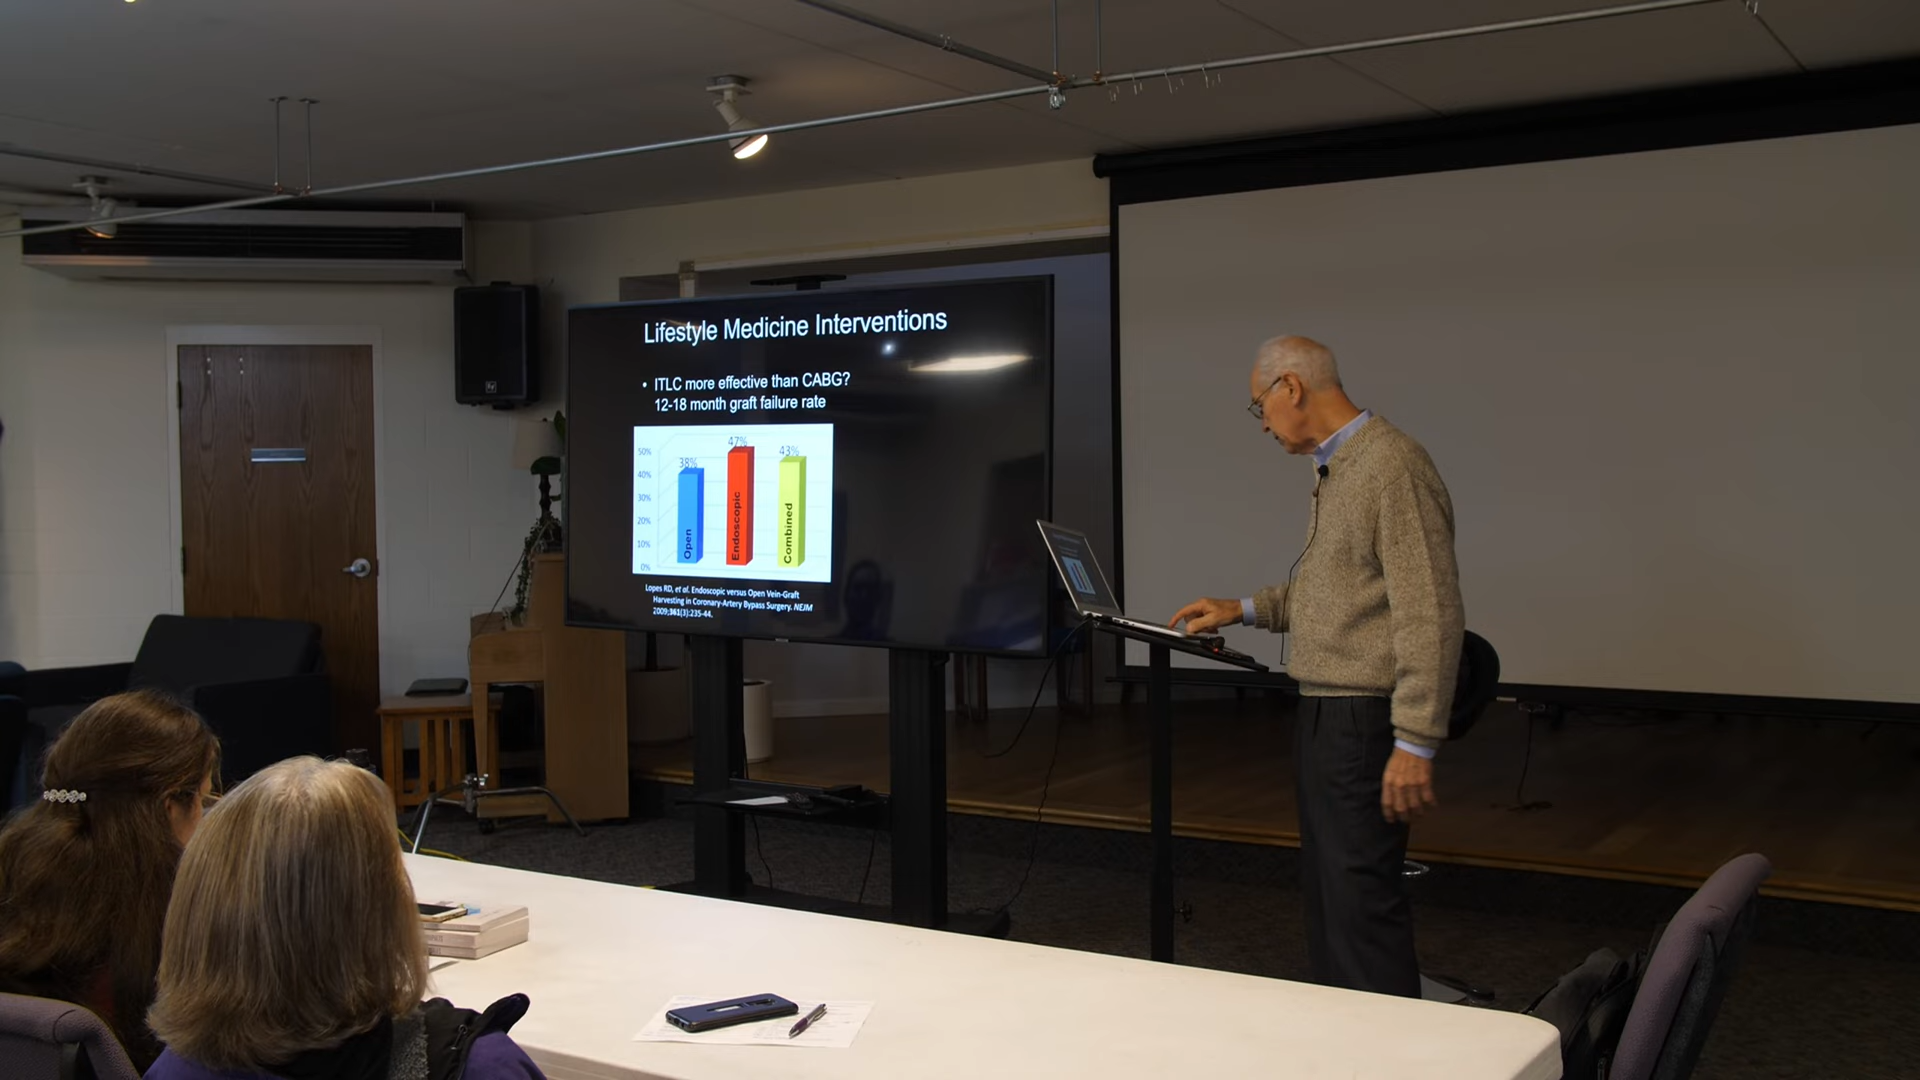 Lifestyle Medicine Interventions
• ITLC more effective than CABG?
12-18 month graft failure rate
50%
40%
30%
20%
10%
0%
38%
47%
43%
Open
Endoscopic
Combined
Lopes RD, et al. Endoscopic versus Open Vein-Graft
Harvesting in Coronary-Artery Bypass Surgery. NEJM
2009;361(3):235-44.